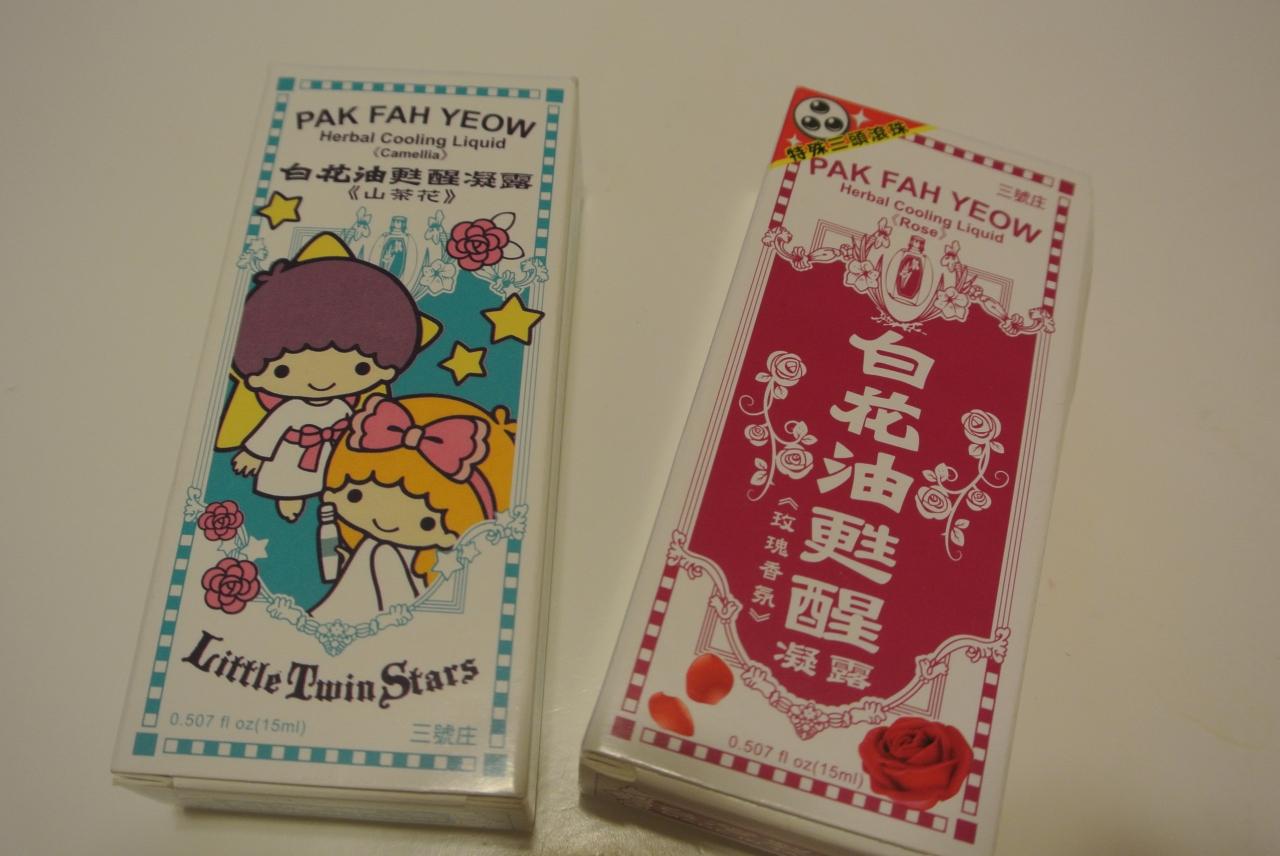 PAK FAH YEOW
Herbal Cooling Liquid
《Camellia》
白花油甦醒凝露
《山茶花》
Little Twin Stars
0.507 fl oz(15ml)
三號庄
特殊三頭滾珠
PAK FAH YEOW
三號庄
Herbal Cooling Liquid
《Rose》
白花油甦醒凝露
《玫瑰香氛》
0.507 fl oz(15ml)